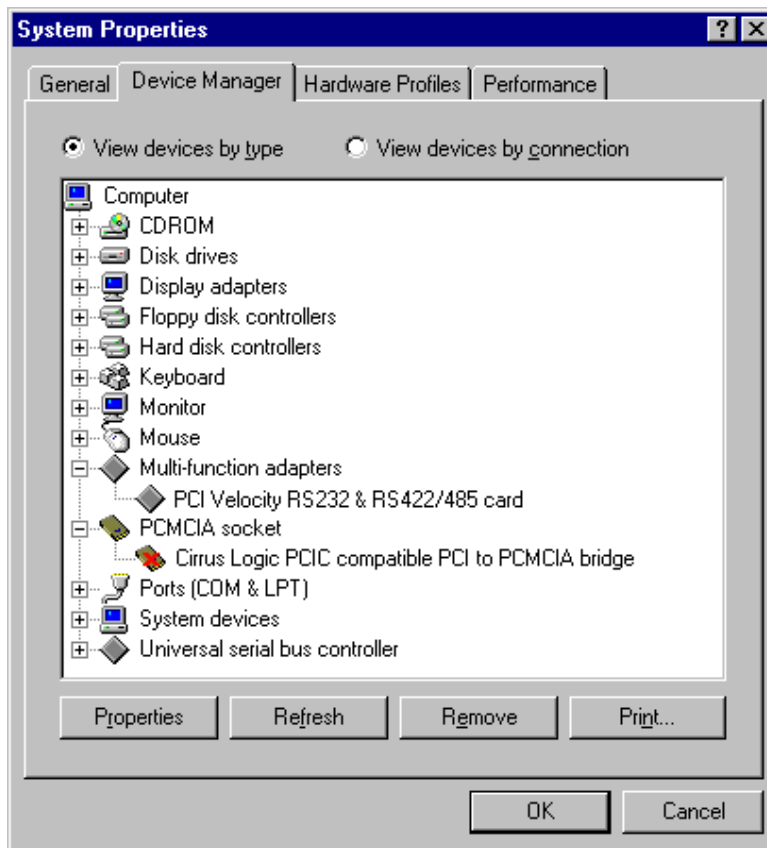 System Properties
General Device Manager Hardware Profiles Performance
View devices by type View devices by connection
Computer
CDROM
Disk drives
Display adapters
Floppy disk controllers
Hard disk controllers
Keyboard
Monitor
Mouse
Multi-function adapters
PCI Velocity RS232 & RS422/485 card
PCMCIA socket
Cirrus Logic PCIC compatible PCI to PCMCIA bridge
Ports (COM & LPT)
System devices
Universal serial bus controller
Properties Refresh Remove Print...
OK Cancel